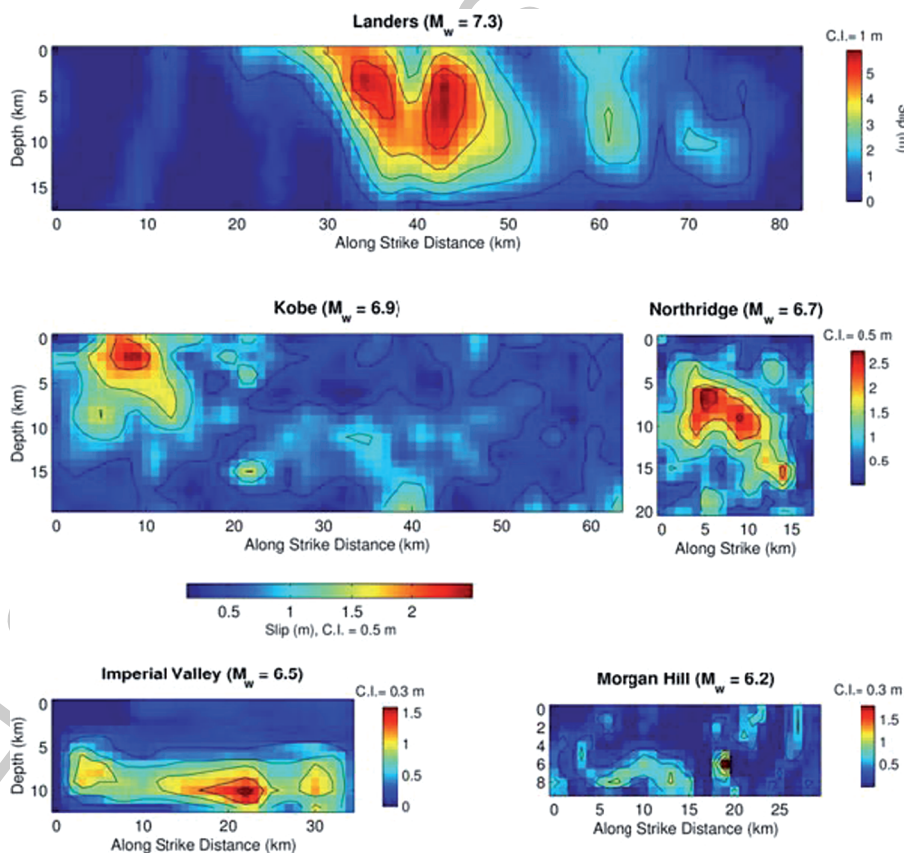 Landers (Mw = 7.3)
C.I.= 1 m
0
5
10
15
Depth (km)
0 10 20 30 40 50 60 70 80
Along Strike Distance (km)
5
4
3
2
1
0
Slip (m)
Kobe (Mw = 6.9)
0
5
10
15
Depth (km)
0 10 20 30 40 50 60
Along Strike Distance (km)
Northridge (Mw = 6.7)
C.I.= 0.5 m
0
5
10
15
20
0 5 10 15
Along Strike (km)
2.5
2
1.5
1
0.5
0.5 1 1.5 2
Slip (m), C.I. = 0.5 m
Imperial Valley (Mw = 6.5)
C.I.= 0.3 m
0
5
10
Depth (km)
0 10 20 30
Along Strike Distance (km)
1.5
1
0.5
0
Morgan Hill (Mw = 6.2)
C.I.= 0.3 m
0
2
4
6
8
Depth (km)
0 5 10 15 20 25
Along Strike Distance (km)
1.5
1
0.5